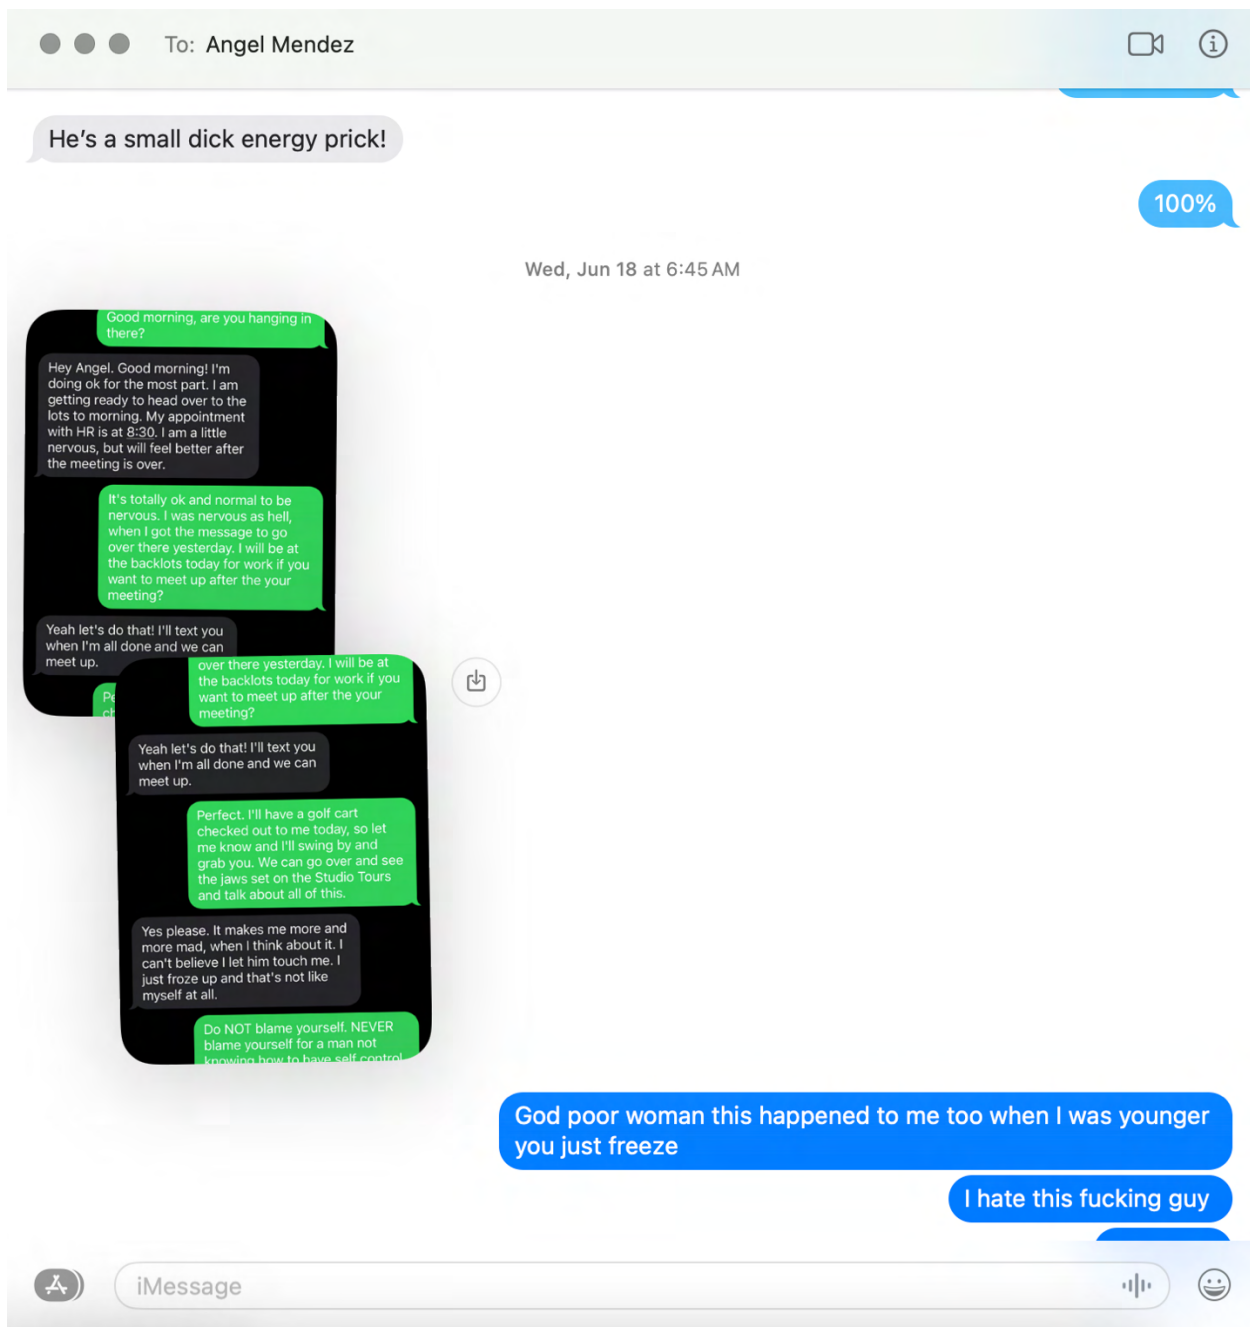 To: Angel Mendez
He's a small dick energy prick!
100%
Wed, Jun 18 at 6:45 AM
Good morning, are you hanging in
there?
Hey Angel. Good morning! I'm
doing ok for the most part. I am
getting ready to head over to the
lots to morning. My appointment
with HR is at 8:30. I am a little
nervous, but will feel better after
the meeting is over.
It's totally ok and normal to be
nervous. I was nervous as hell,
when I got the message to go
over there yesterday. I will be at
the backlots today for work if you
want to meet up after the your
meeting?
Yeah let's do that! I'll text you
when I'm all done and we can
meet up.
over there yesterday. I will be at
the backlots today for work if you
want to meet up after the your
meeting?
Yeah let's do that! I'll text you
when I'm all done and we can
meet up.
Perfect. I'll have a golf cart
checked out to me today, so let
me know and I'll swing by and
grab you. We can go over and see
the jaws set on the Studio Tours
and talk about all of this.
Yes please. It makes me more and
more mad, when I think about it. I
can't believe I let him touch me. I
just froze up and that's not like
myself at all.
Do NOT blame yourself. NEVER
blame yourself for a man not
knowing how to have self control
God poor woman this happened to me too when I was younger
you just freeze
I hate this fucking guy
iMessage